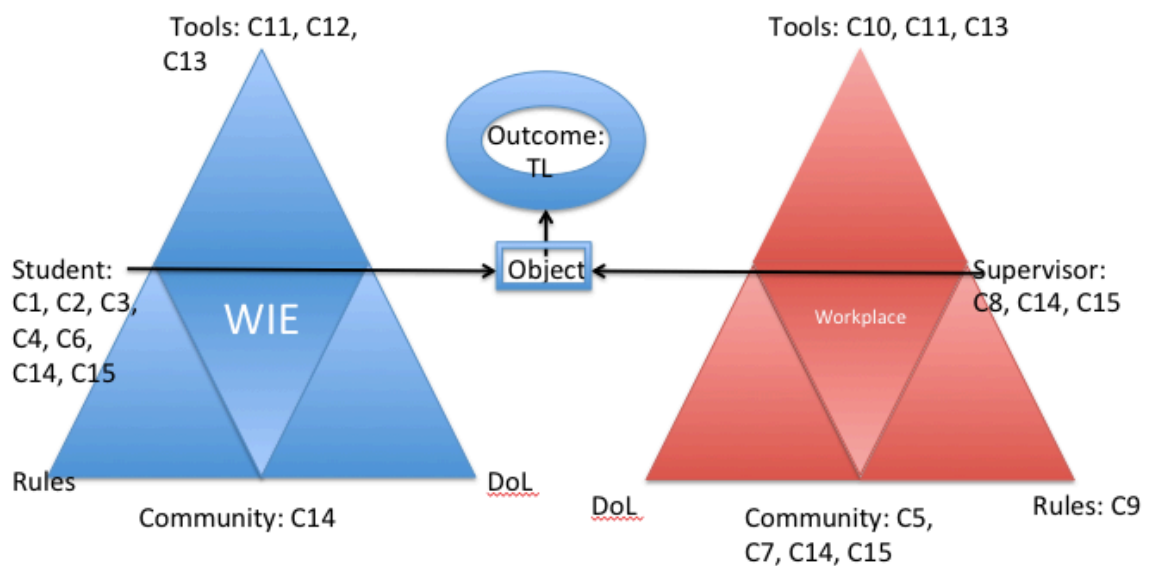 Tools: C11, C12,
C13
Tools: C10, C11, C13
Outcome:
TL
Student:
C1, C2, C3,
C4, C6,
C14, C15
Object
Supervisor:
C8, C14, C15
WIE
Workplace
Rules
DoL
Community: C14
DoL
Community: C5,
C7, C14, C15
Rules: C9